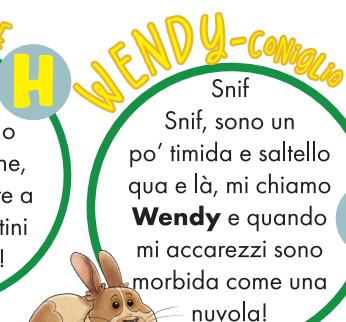 H
WENDY-CONIGLIO
Snif
Snif, sono un
po' timida e saltello
qua e là, mi chiamo
Wendy e quando
mi accarezzi sono
morbida come una
nuvola!